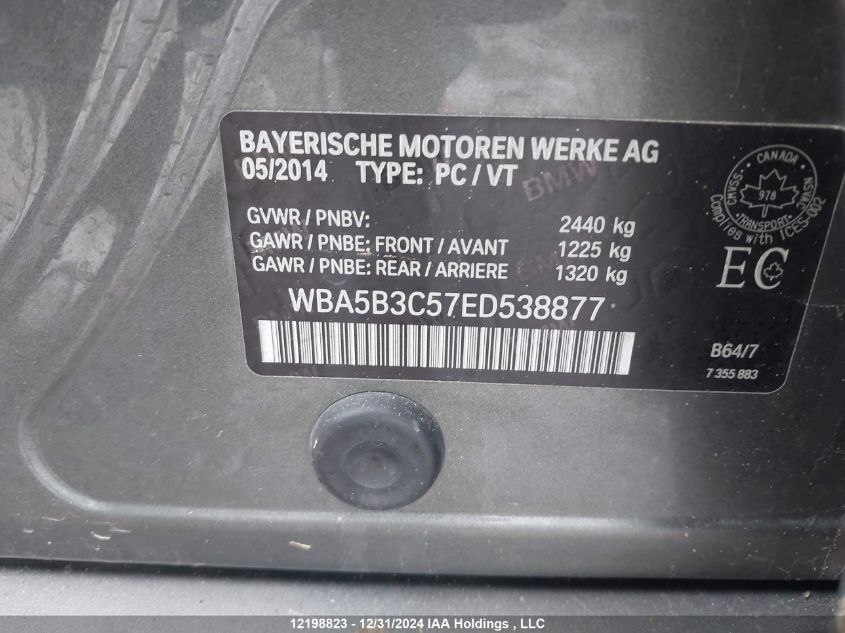 BAYERISCHE MOTOREN WERKE AG
05/2014 TYPE: PC / VT
GVWR / PNBV: 2440 kg
GAWR / PNBE: FRONT / AVANT 1225 kg
GAWR / PNBE: REAR / ARRIERE 1320 kg
WBA5B3C57ED538877
CANADA
978
TRANSPORT
Complies with ICES-002
EC
B64/7
7 355 883
BMW
12198823 - 12/31/2024 IAA Holdings , LLC